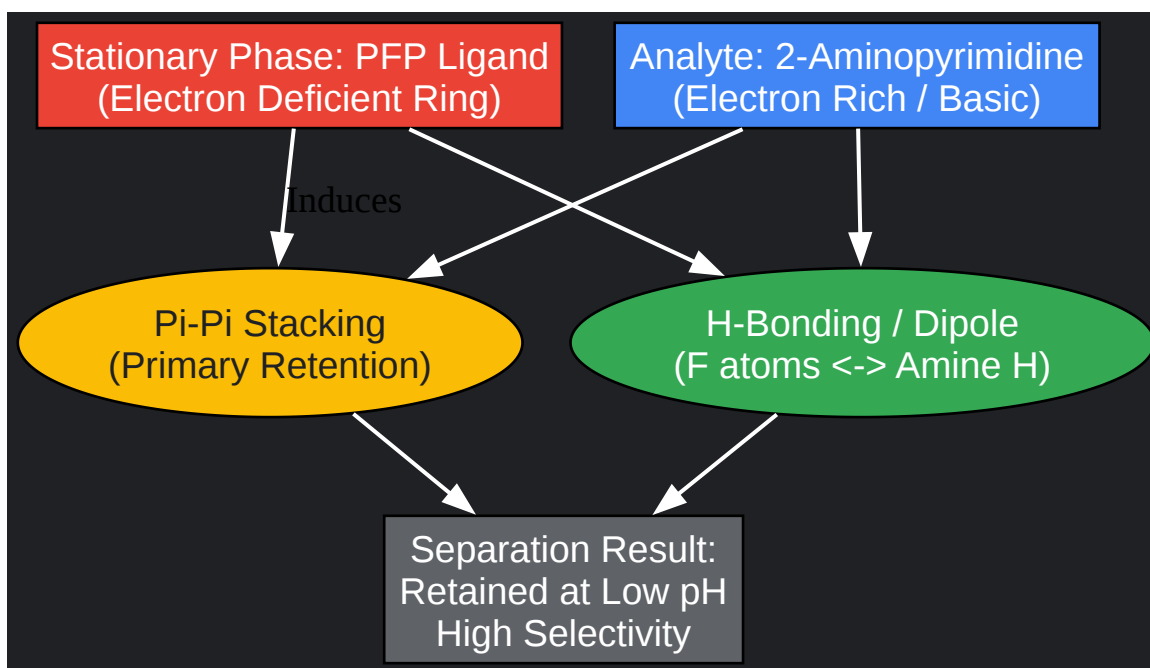 Stationary Phase: PFP Ligand
(Electron Deficient Ring)
Analyte: 2-Aminopyrimidine
(Electron Rich / Basic)
Induces
Pi-Pi Stacking
(Primary Retention)
H-Bonding / Dipole
(F atoms <-> Amine H)
Separation Result:
Retained at Low pH
High Selectivity